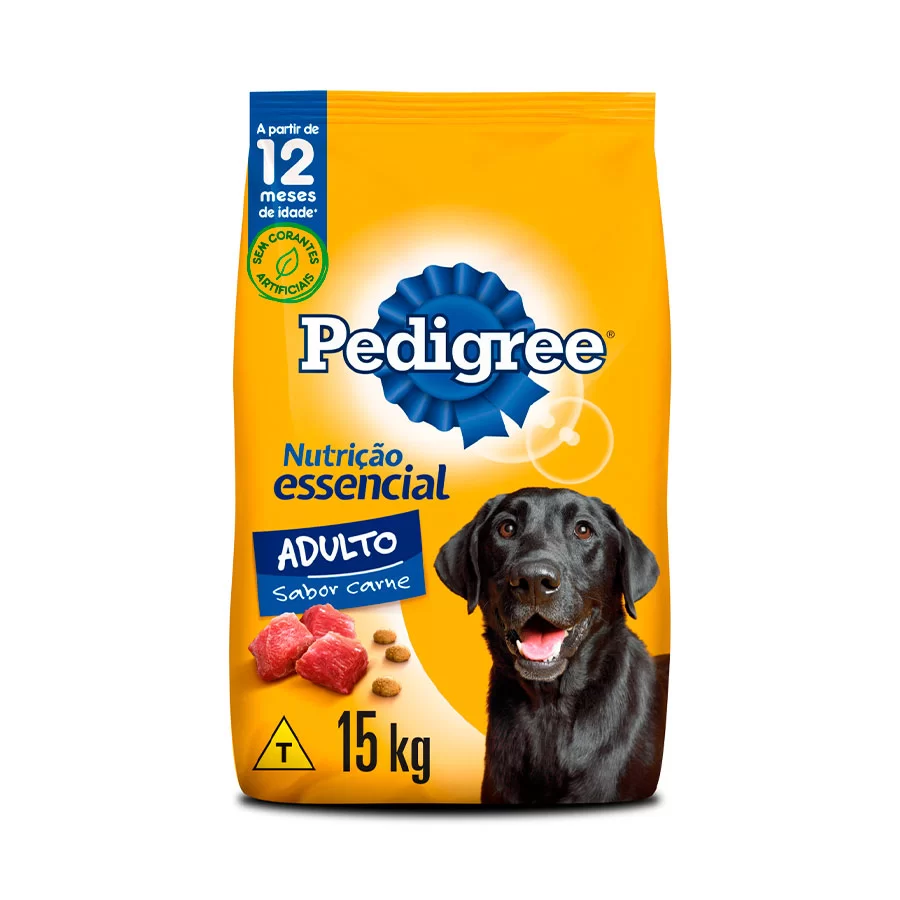 A partir de
12
meses
de idade*
SEM CORANTES
ARTIFICIAIS
Pedigree®
Nutrição
essencial
ADULTO
Sabor carne
T
15 kg